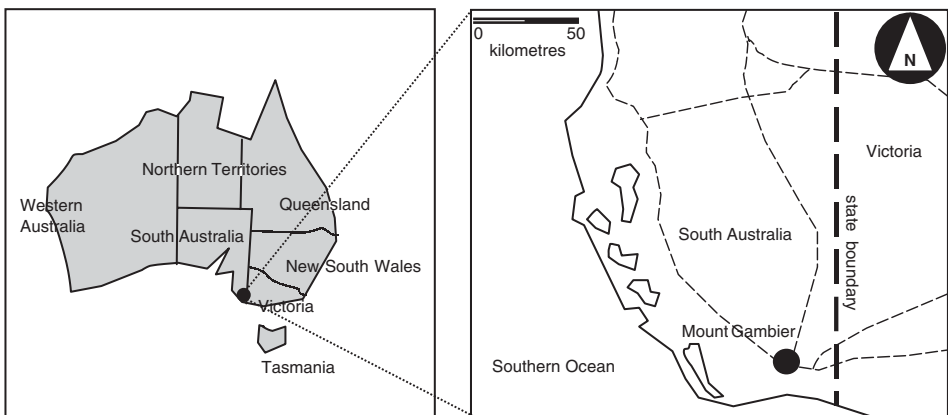 Northern Territories
Western
Australia
Queensland
South Australia
New South Wales
Victoria
Tasmania
0 50
kilometres
N
Victoria
state boundary
South Australia
Mount Gambier
Southern Ocean